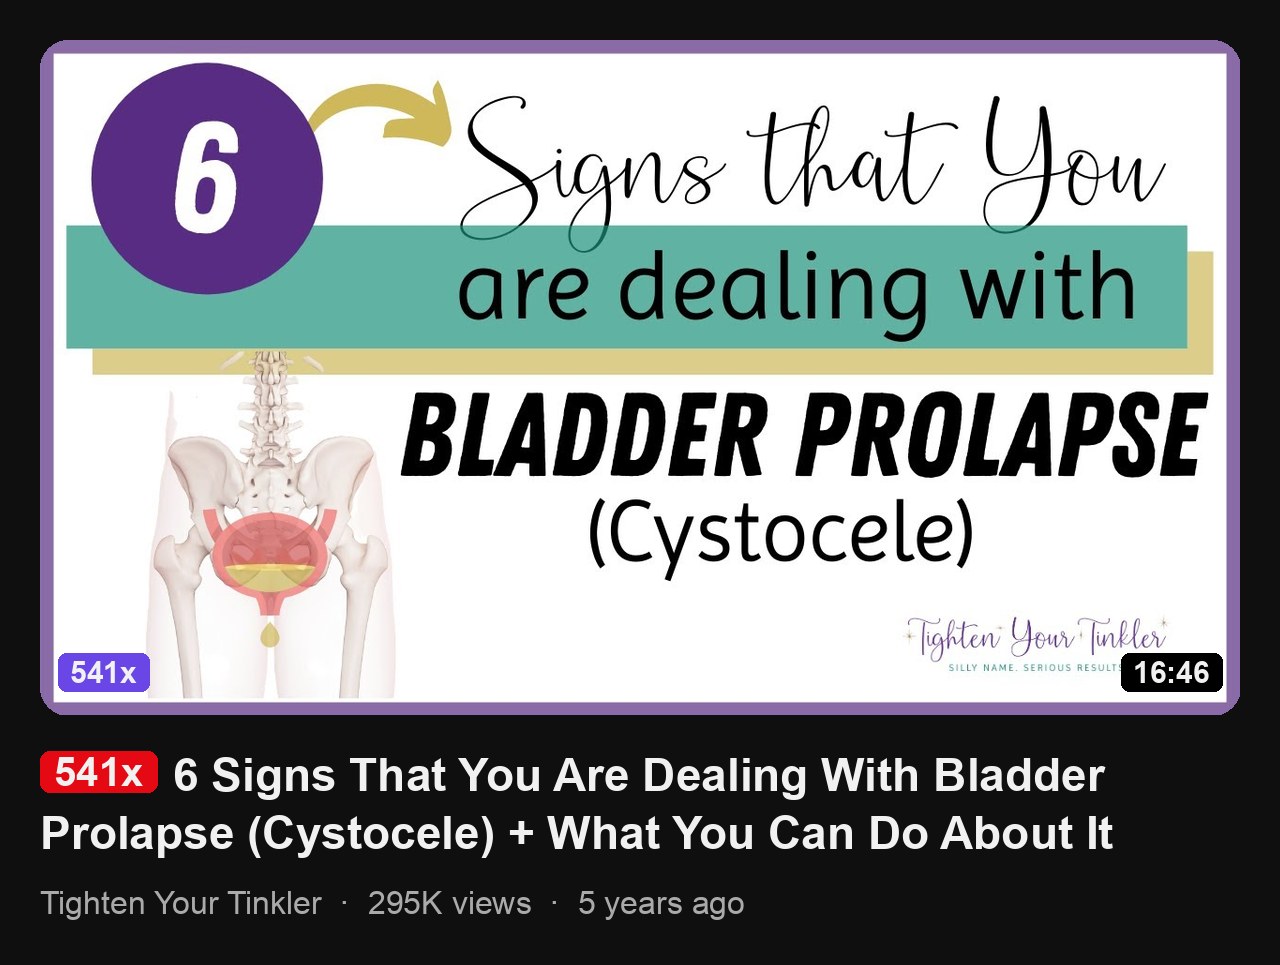 6
Signs that You
are dealing with
BLADDER PROLAPSE
(Cystocele)
Tighten Your Tinkler
SILLY NAME. SERIOUS RESULTS
541x
16:46
541x 6 Signs That You Are Dealing With Bladder
Prolapse (Cystocele) + What You Can Do About It
Tighten Your Tinkler · 295K views · 5 years ago